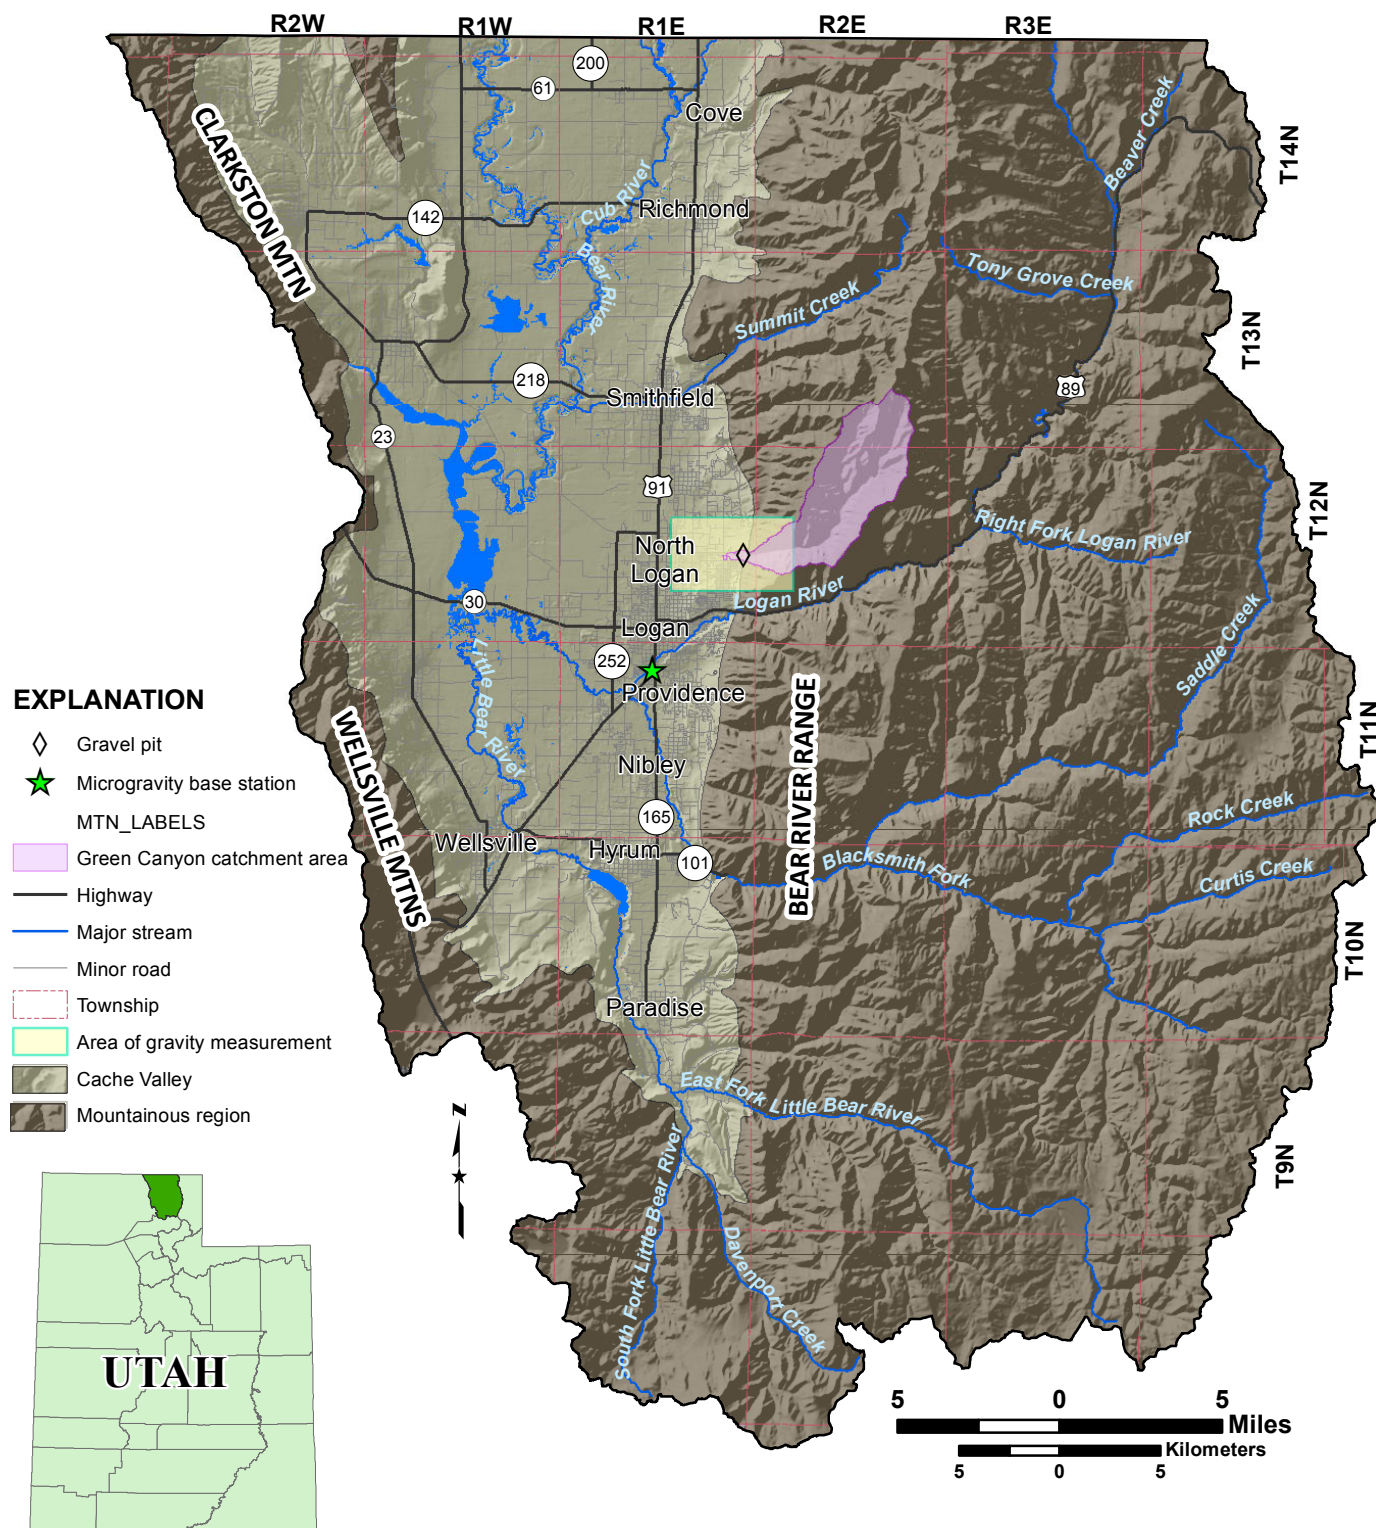 R2W
R1W
R1E
R2E
R3E
200
61
Cove
Beaver Creek
T14N
CLARKSTON MTN
142
Cub River
Richmond
Bear River
Tony Grove Creek
Summit Creek
T13N
218
Smithfield
89
23
91
T12N
Right Fork Logan River
North
Logan
Logan River
30
Logan
252
Little Bear River
Saddle Creek
Providence
T11N
WELLSVILLE MTNS
BEAR RIVER RANGE
Nibley
165
Rock Creek
Wellsville
Hyrum
101
Blacksmith Fork
Curtis Creek
T10N
Paradise
East Fork Little Bear River
T9N
South Fork Little Bear River
Davenport Creek
EXPLANATION
Gravel pit
Microgravity base station
MTN_LABELS
Green Canyon catchment area
Highway
Major stream
Minor road
Township
Area of gravity measurement
Cache Valley
Mountainous region
N
UTAH
5 0 5
Miles
Kilometers
5 0 5